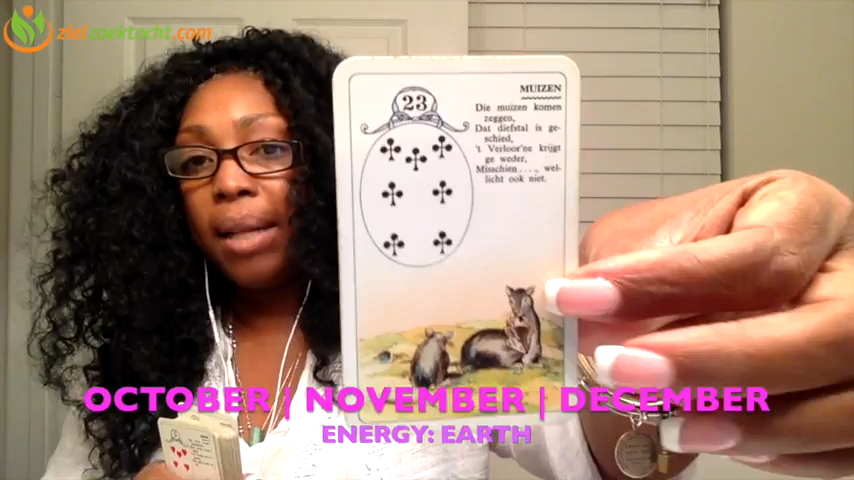 zielzoektocht.com
23
MUIZEN
Die muizen komen
zeggen,
Dat diefstal is ge-
schied,
't Verloor'ne krijgt
ge weder,
Misschien...., wel-
licht ook niet.
OCTOBER | NOVEMBER | DECEMBER
ENERGY: EARTH